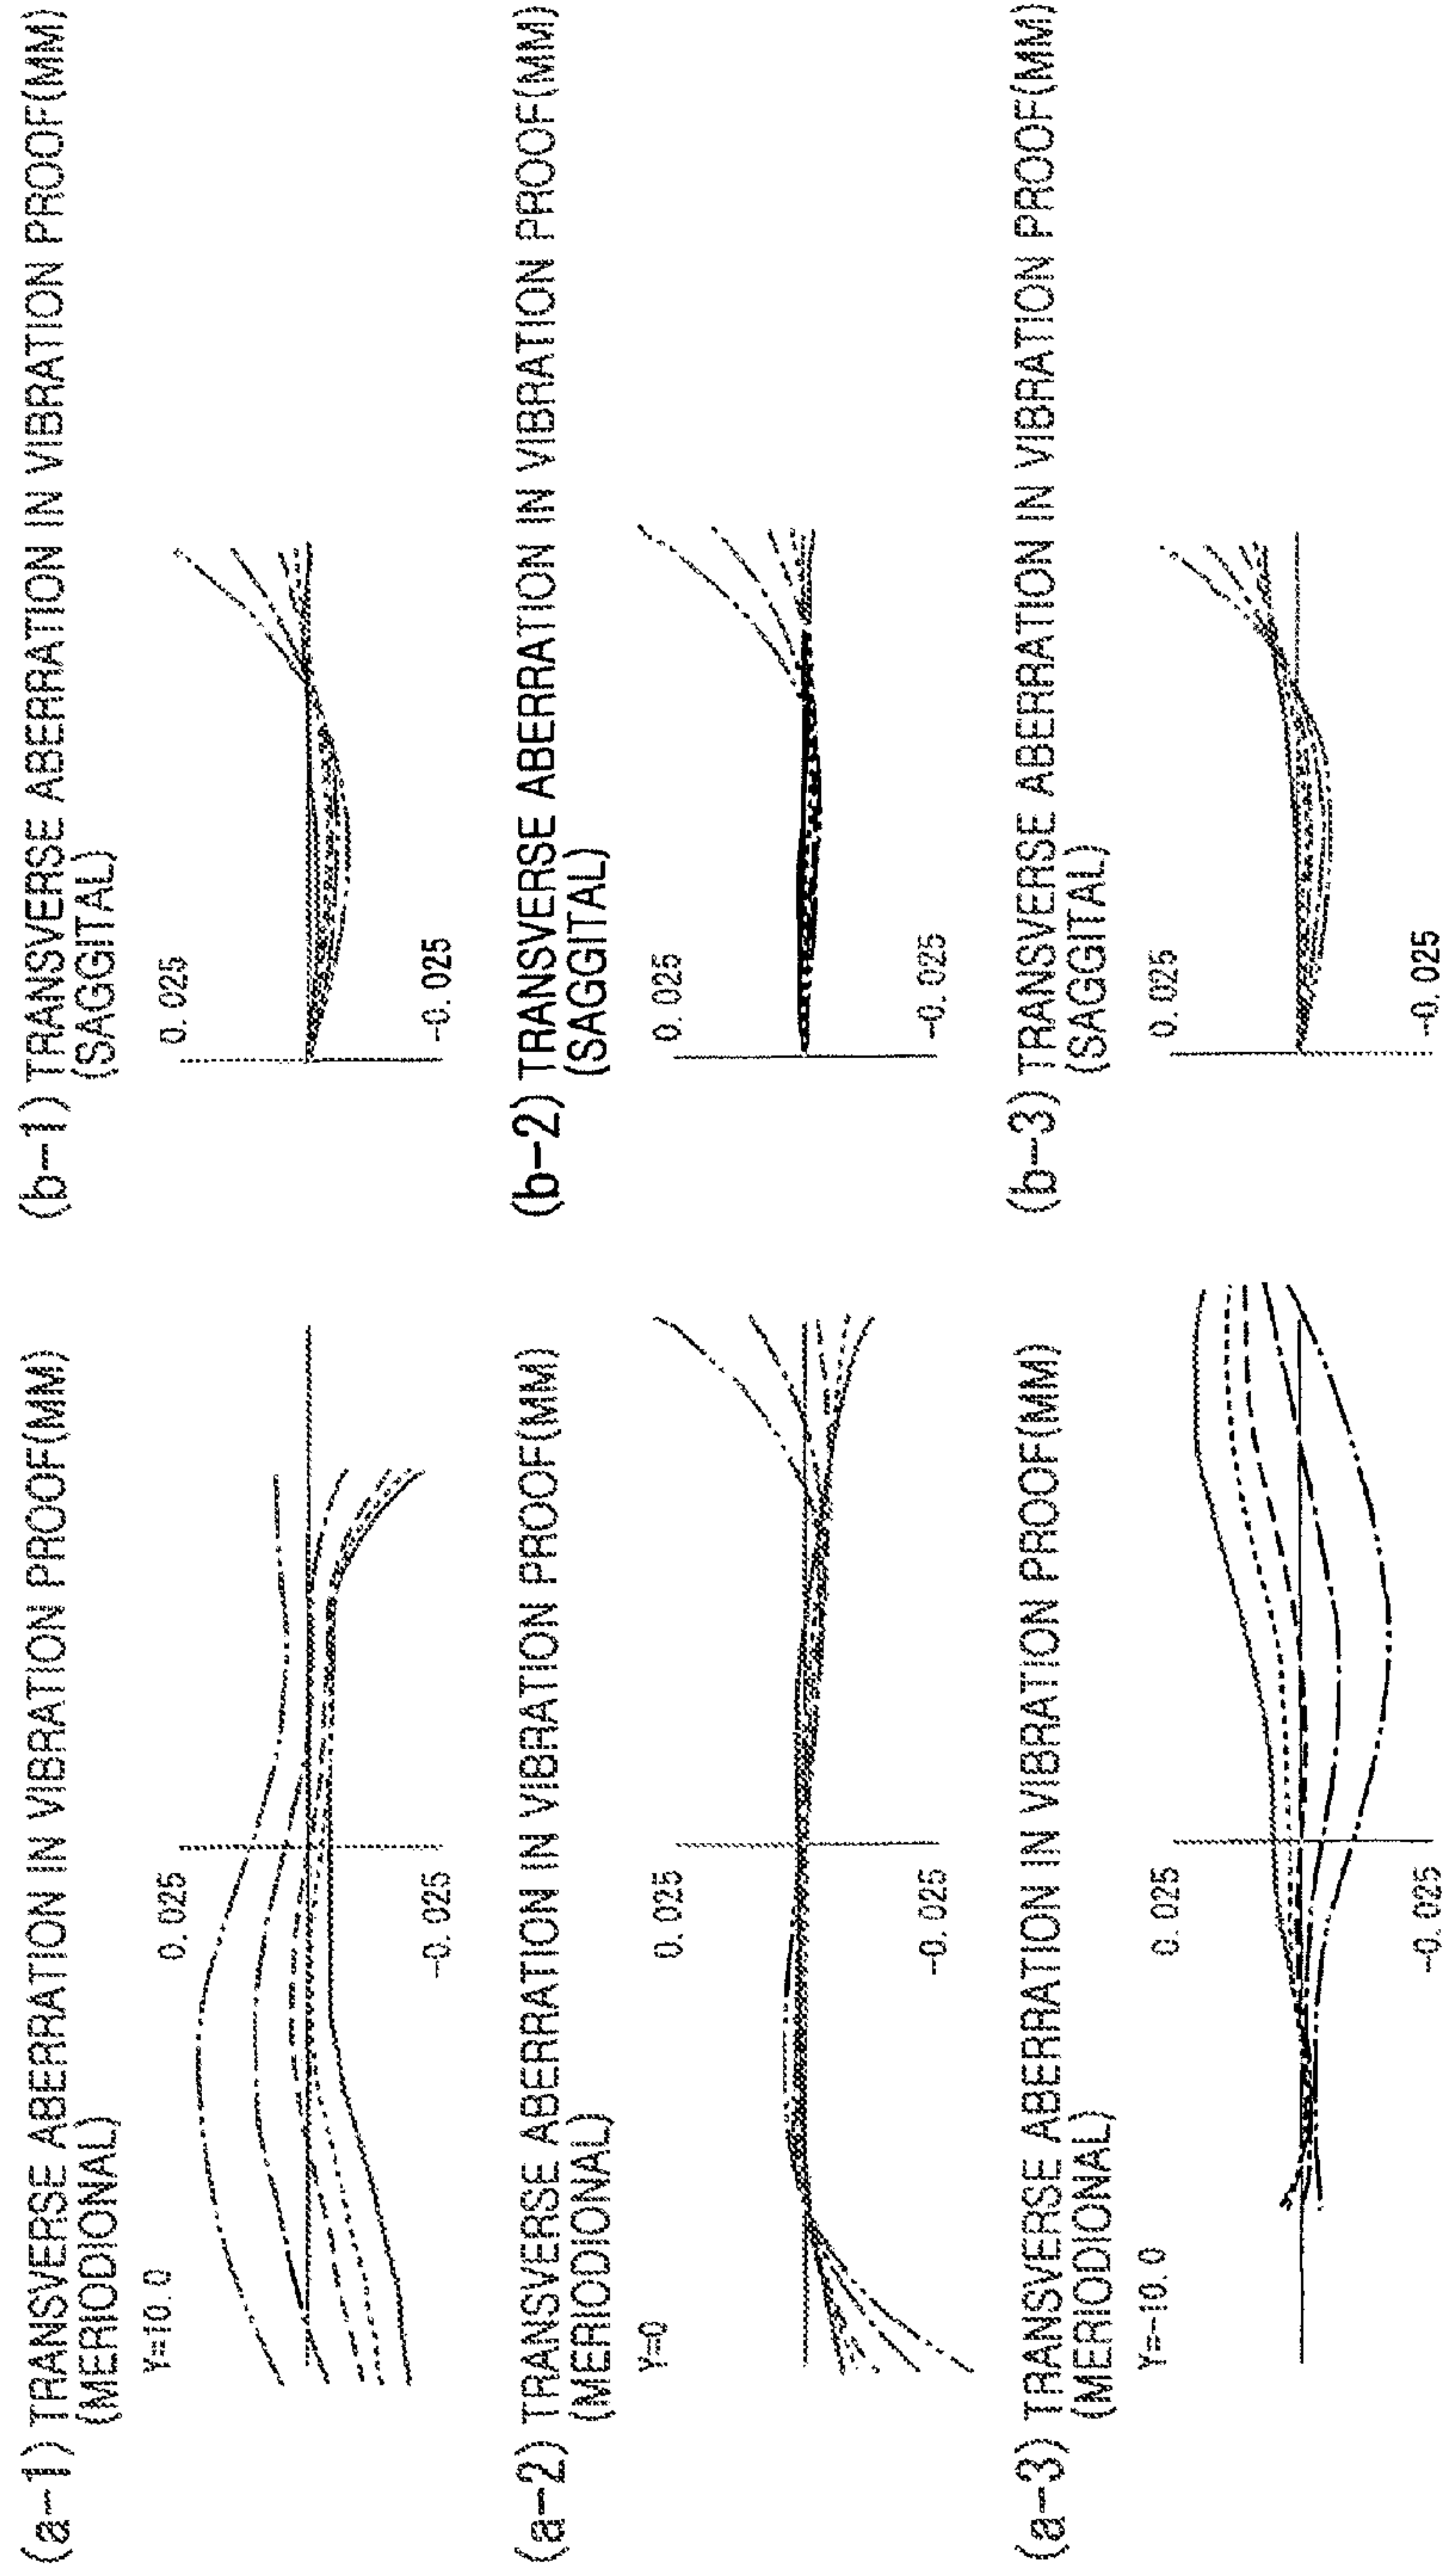 (a-1) TRANSVERSE ABERRATION IN VIBRATION PROOF(MM)
(MERIODIONAL)
Y=10.0
0.025
-0.025
(b-1) TRANSVERSE ABERRATION IN VIBRATION PROOF(MM)
(SAGGITAL)
0.025
-0.025
(a-2) TRANSVERSE ABERRATION IN VIBRATION PROOF(MM)
(MERIODIONAL)
Y=0
0.025
-0.025
(b-2) TRANSVERSE ABERRATION IN VIBRATION PROOF(MM)
(SAGGITAL)
0.025
-0.025
(a-3) TRANSVERSE ABERRATION IN VIBRATION PROOF(MM)
(MERIODIONAL)
Y=-10.0
0.025
-0.025
(b-3) TRANSVERSE ABERRATION IN VIBRATION PROOF(MM)
(SAGGITAL)
0.025
-0.025